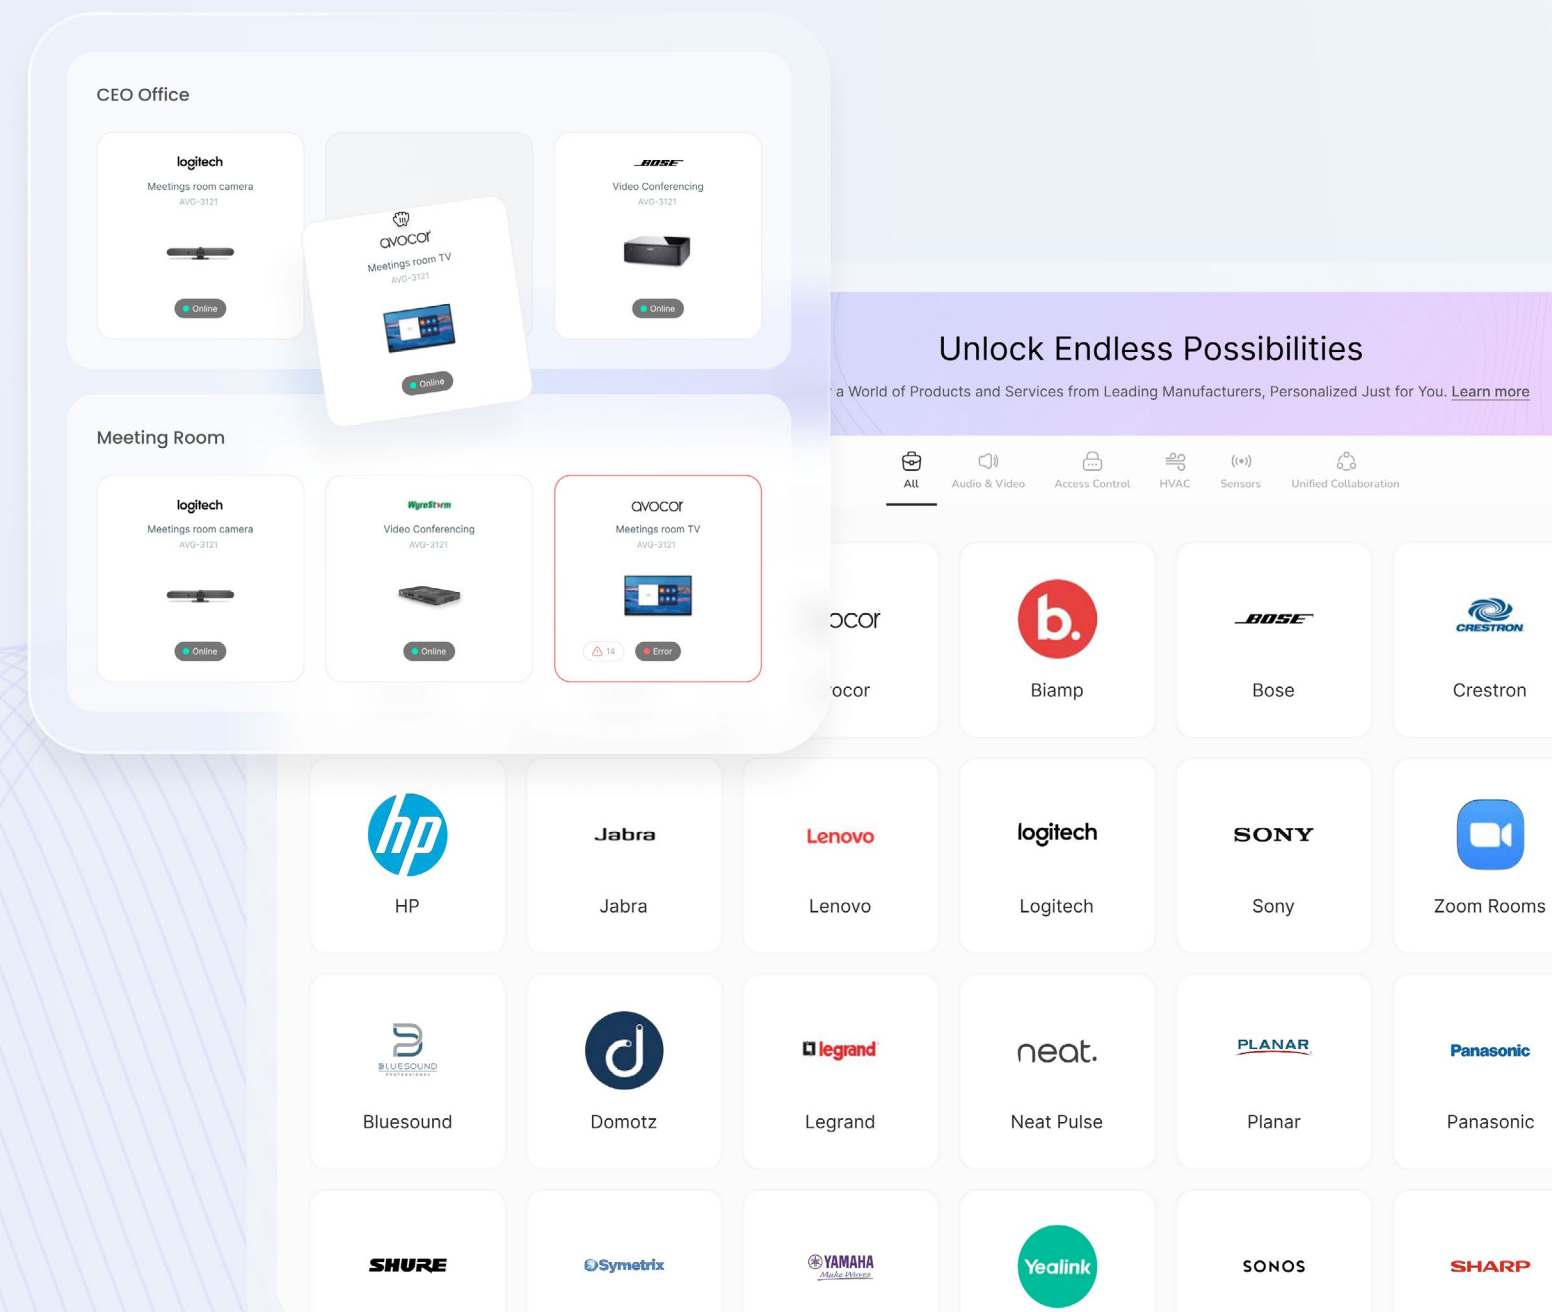 CEO Office
logitech
Meetings room camera
AVG-3121
Online
avocor
Meetings room TV
AVG-3121
Online
BOSE
Video Conferencing
AVG-3121
Online
Meeting Room
logitech
Meetings room camera
AVG-3121
Online
WyreStorm
Video Conferencing
AVG-3121
Online
avocor
Meetings room TV
AVG-3121
14
Error
Unlock Endless Possibilities
a World of Products and Services from Leading Manufacturers, Personalized Just for You. Learn more
All
Audio & Video
Access Control
HVAC
Sensors
Unified Collaboration
ocor
ocor
b.
Biamp
BOSE
Bose
CRESTRON
Crestron
hp
HP
Jabra
Jabra
Lenovo
Lenovo
logitech
Logitech
SONY
Sony
Zoom Rooms
BLUESOUND
PROFESSIONAL
Bluesound
d
Domotz
legrand
Legrand
neat.
Neat Pulse
PLANAR
Planar
Panasonic
Panasonic
SHURE
Symetrix
YAMAHA
Make Waves
Yealink
SONOS
SHARP